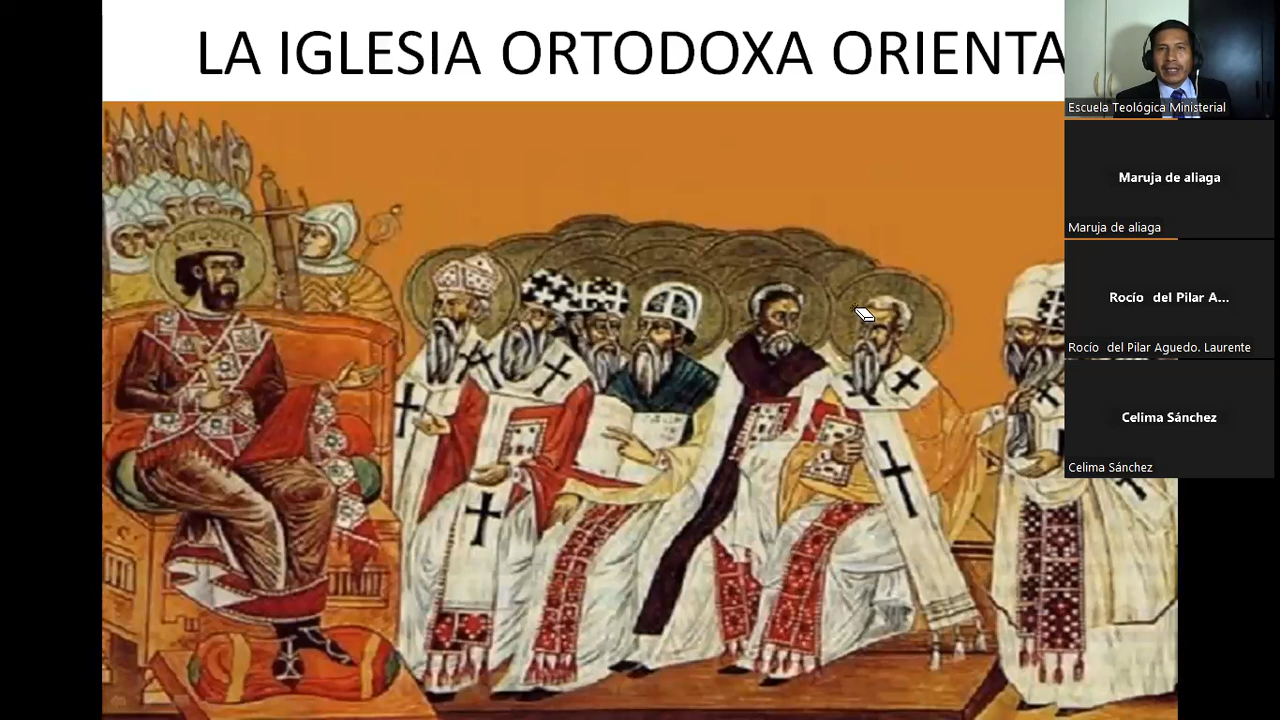 LA IGLESIA ORTODOXA ORIENTA
Escuela Teológica Ministerial
Maruja de aliaga
Maruja de aliaga
Rocío del Pilar A...
Rocío del Pilar Aguedo. Laurente
Celima Sánchez
Celima Sánchez